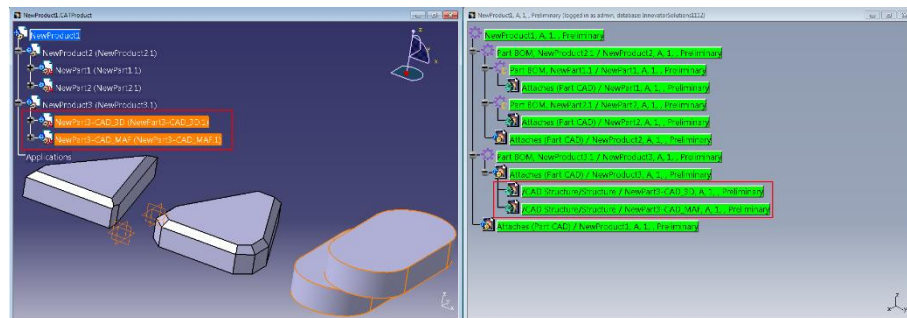 NewProduct1.CATProduct
NewProduct1
NewProduct2 (NewProduct2.1)
NewPart1 (NewPart1.1)
NewPart2 (NewPart2.1)
NewProduct3 (NewProduct3.1)
NewPart3-CAD_3D (NewPart3-CAD_3D.1)
NewPart3-CAD_MAF (NewPart3-CAD_MAF.1)
Applications
z
x
NewProduct1, A, 1, , Preliminary (logged in as admin, database InnovatorSolutions1152)
NewProduct1, A, 1, , Preliminary
Part BOM, NewProduct2.1 / NewProduct2, A, 1, , Preliminary
Part BOM, NewPart1.1 / NewPart1, A, 1, , Preliminary
Attaches (Part CAD) / NewPart1, A, 1, , Preliminary
Part BOM, NewPart2.1 / NewPart2, A, 1, , Preliminary
Attaches (Part CAD) / NewPart2, A, 1, , Preliminary
Attaches (Part CAD) / NewProduct2, A, 1, , Preliminary
Part BOM, NewProduct3.1 / NewProduct3, A, 1, , Preliminary
Attaches (Part CAD) / NewProduct3, A, 1, , Preliminary
/CAD Structure/Structure / NewPart3-CAD_3D, A, 1, , Preliminary
/CAD Structure/Structure / NewPart3-CAD_MAF, A, 1, , Preliminary
Attaches (Part CAD) / NewProduct1, A, 1, , Preliminary
z
x
y